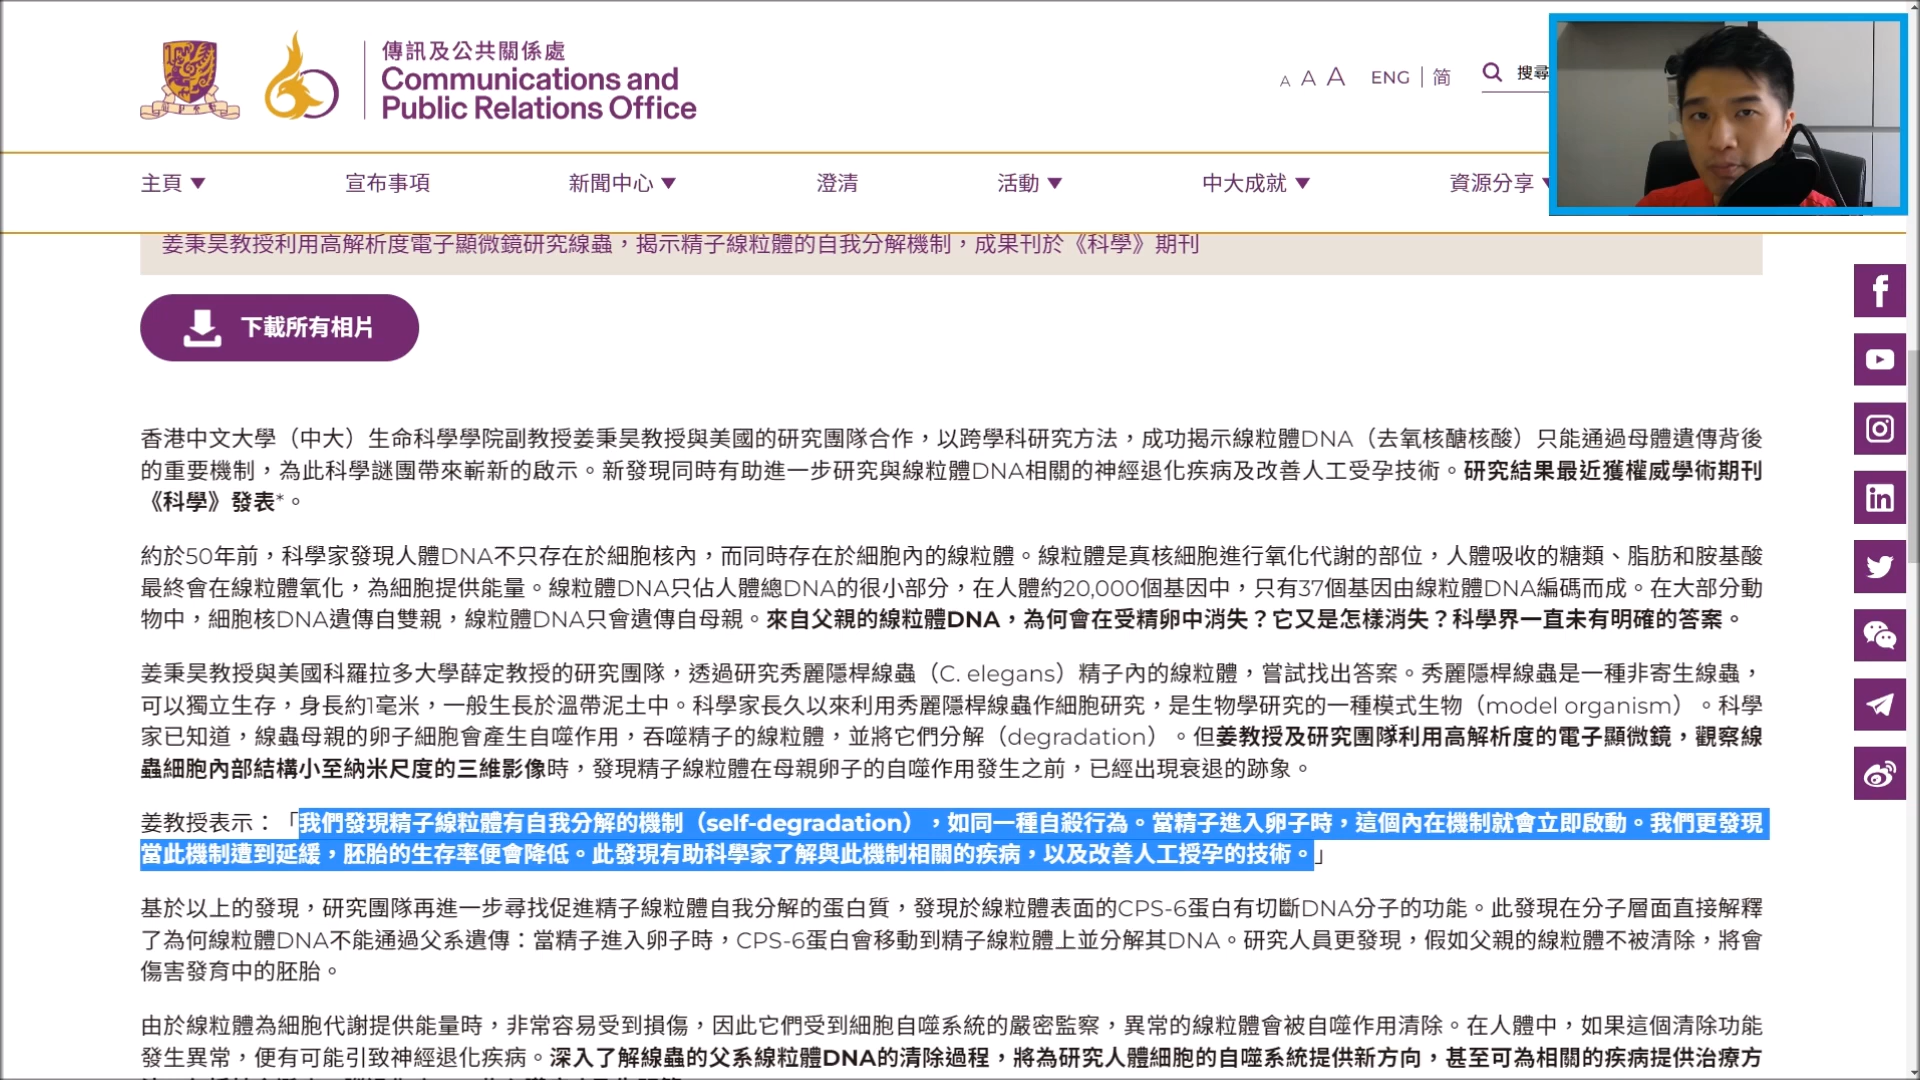 傳訊及公共關係處
Communications and
Public Relations Office
A A A ENG 简 搜尋
主頁 宣布事項 新聞中心 澄清 活動 中大成就 資源分享
姜秉昊教授利用高解析度電子顯微鏡研究線蟲，揭示精子線粒體的自我分解機制，成果刊於《科學》期刊
下載所有相片
香港中文大學（中大）生命科學學院副教授姜秉昊教授與美國的研究團隊合作，以跨學科研究方法，成功揭示線粒體DNA（去氧核醣核酸）只能通過母體遺傳背後
的重要機制，為此科學謎團帶來嶄新的啟示。新發現同時有助進一步研究與線粒體DNA相關的神經退化疾病及改善人工受孕技術。研究結果最近獲權威學術期刊
《科學》發表*。
約於50年前，科學家發現人體DNA不只存在於細胞核內，而同時存在於細胞內的線粒體。線粒體是真核細胞進行氧化代謝的部位，人體吸收的糖類、脂肪和胺基酸
最終會在線粒體氧化，為細胞提供能量。線粒體DNA只佔人體總DNA的很小部分，在人體約20,000個基因中，只有37個基因由線粒體DNA編碼而成。在大部分動
物中，細胞核DNA遺傳自雙親，線粒體DNA只會遺傳自母親。來自父親的線粒體DNA，為何會在受精卵中消失？它又是怎樣消失？科學界一直未有明確的答案。
姜秉昊教授與美國科羅拉多大學薛定教授的研究團隊，透過研究秀麗隱桿線蟲（C. elegans）精子內的線粒體，嘗試找出答案。秀麗隱桿線蟲是一種非寄生線蟲，
可以獨立生存，身長約1毫米，一般生長於溫帶泥土中。科學家長久以來利用秀麗隱桿線蟲作細胞研究，是生物學研究的一種模式生物（model organism）。科學
家已知道，線蟲母親的卵子細胞會產生自噬作用，吞噬精子的線粒體，並將它們分解（degradation）。但姜教授及研究團隊利用高解析度的電子顯微鏡，觀察線
蟲細胞內部結構小至納米尺度的三維影像時，發現精子線粒體在母親卵子的自噬作用發生之前，已經出現衰退的跡象。
姜教授表示：「我們發現精子線粒體有自我分解的機制（self-degradation），如同一種自殺行為。當精子進入卵子時，這個內在機制就會立即啟動。我們更發現
當此機制遭到延緩，胚胎的生存率便會降低。此發現有助科學家了解與此機制相關的疾病，以及改善人工授孕的技術。」
基於以上的發現，研究團隊再進一步尋找促進精子線粒體自我分解的蛋白質，發現於線粒體表面的CPS-6蛋白有切斷DNA分子的功能。此發現在分子層面直接解釋
了為何線粒體DNA不能通過父系遺傳：當精子進入卵子時，CPS-6蛋白會移動到精子線粒體上並分解其DNA。研究人員更發現，假如父親的線粒體不被清除，將會
傷害發育中的胚胎。
由於線粒體為細胞代謝提供能量時，非常容易受到損傷，因此它們受到細胞自噬系統的嚴密監察，異常的線粒體會被自噬作用清除。在人體中，如果這個清除功能
發生異常，便有可能引致神經退化疾病。深入了解線蟲的父系線粒體DNA的清除過程，將為研究人體細胞的自噬系統提供新方向，甚至可為相關的疾病提供治療方